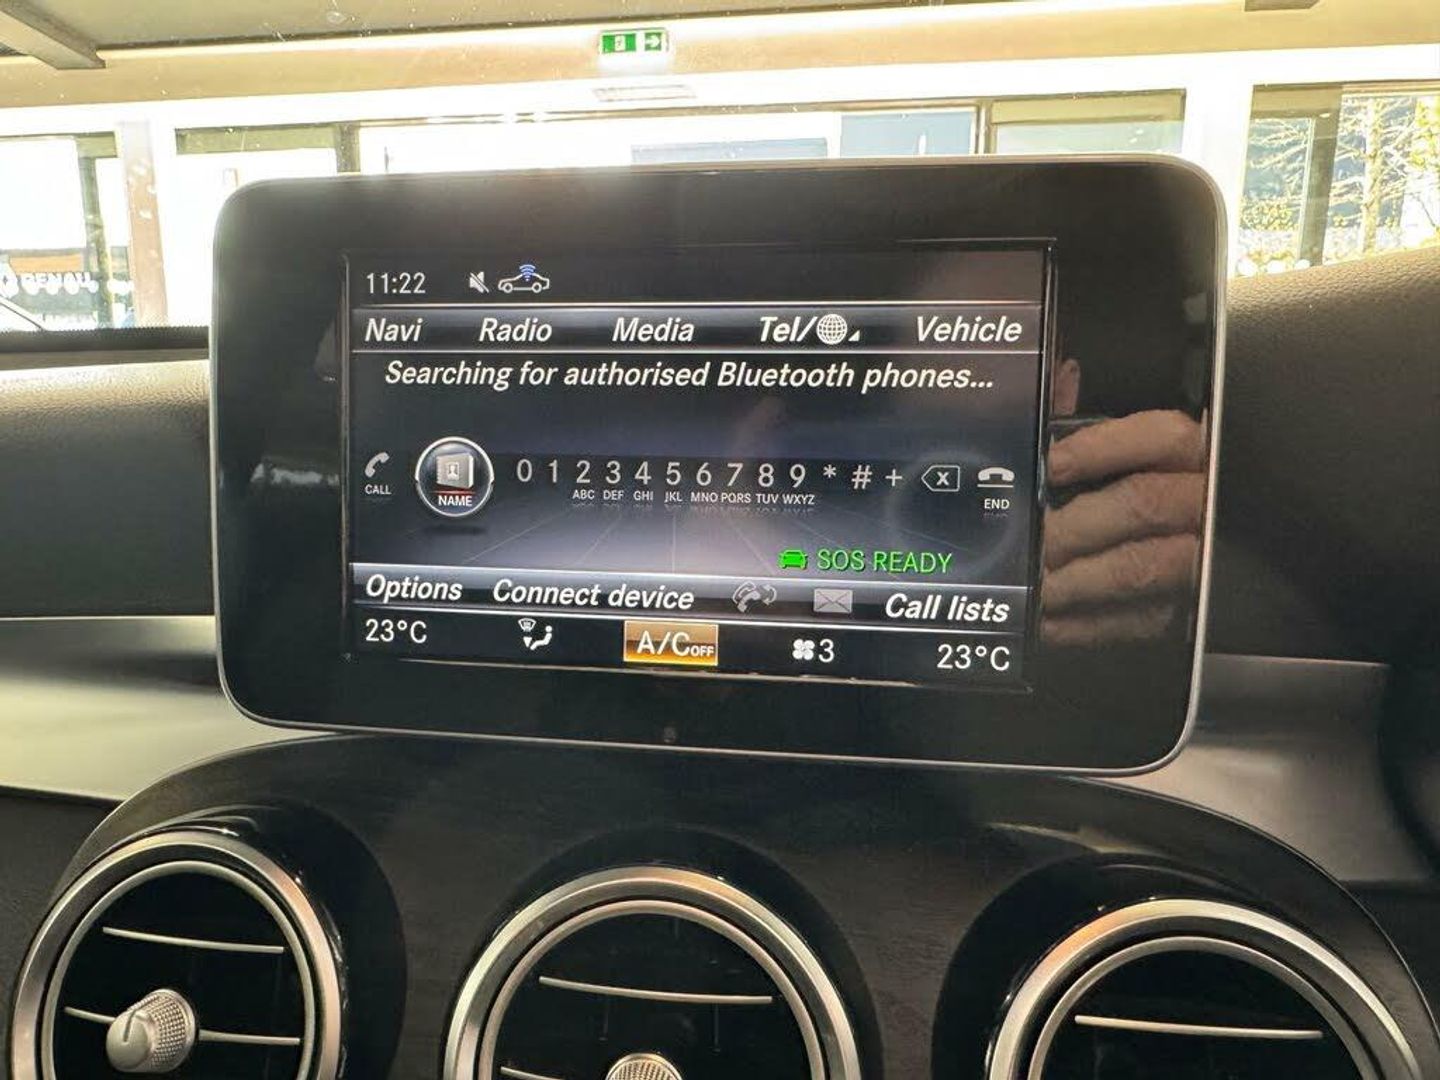 11:22
Navi Radio Media Tel/ Vehicle
Searching for authorised Bluetooth phones...
CALL NAME 0 1 2 3 4 5 6 7 8 9 * # + X END
ABC DEF GHI JKL MNO PQRS TUV WXYZ
SOS READY
Options Connect device Call lists
23°C A/C OFF 3 23°C